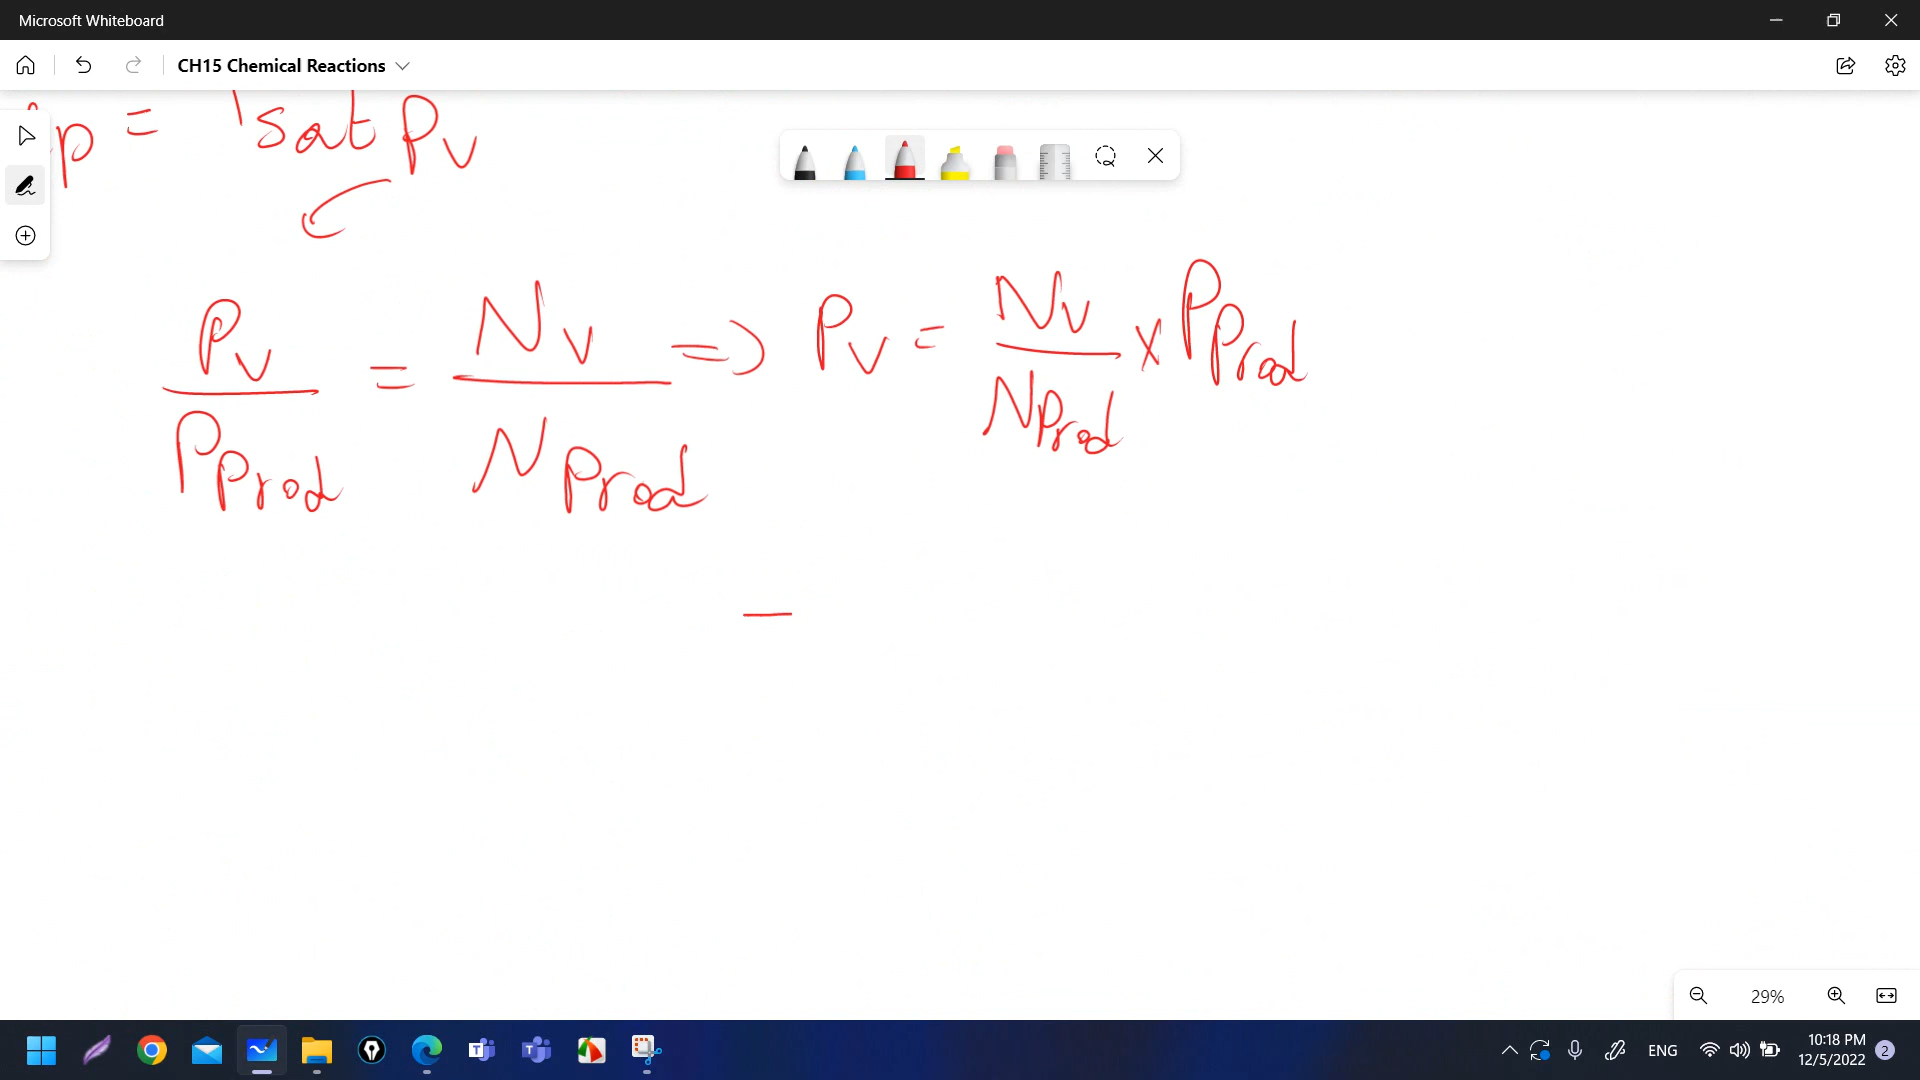 Microsoft Whiteboard
CH15 Chemical Reactions
p = Tsat Pv
Pv / Pprod = Nv / Nprod => Pv = Nv / Nprod x Pprod
29%
ENG
10:18 PM
12/5/2022
2